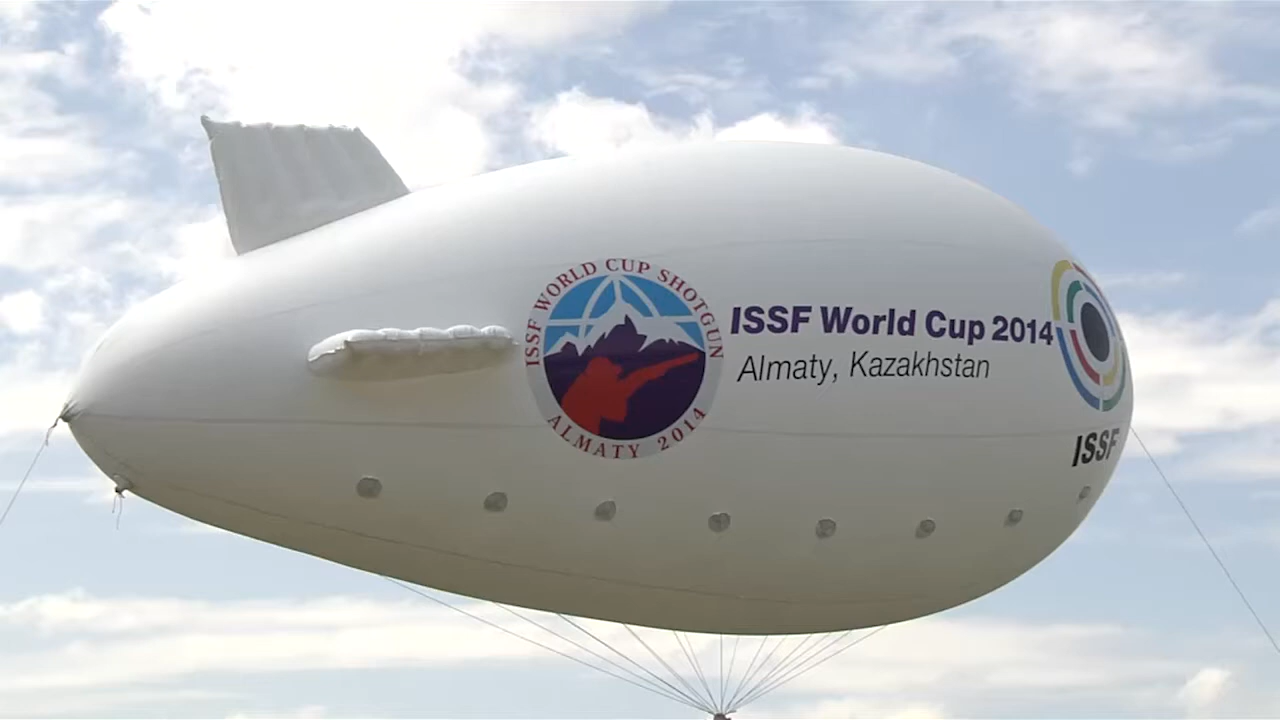 ISSF WORLD CUP SHOTGUN
ALMATY 2014
ISSF World Cup 2014
Almaty, Kazakhstan
ISSF